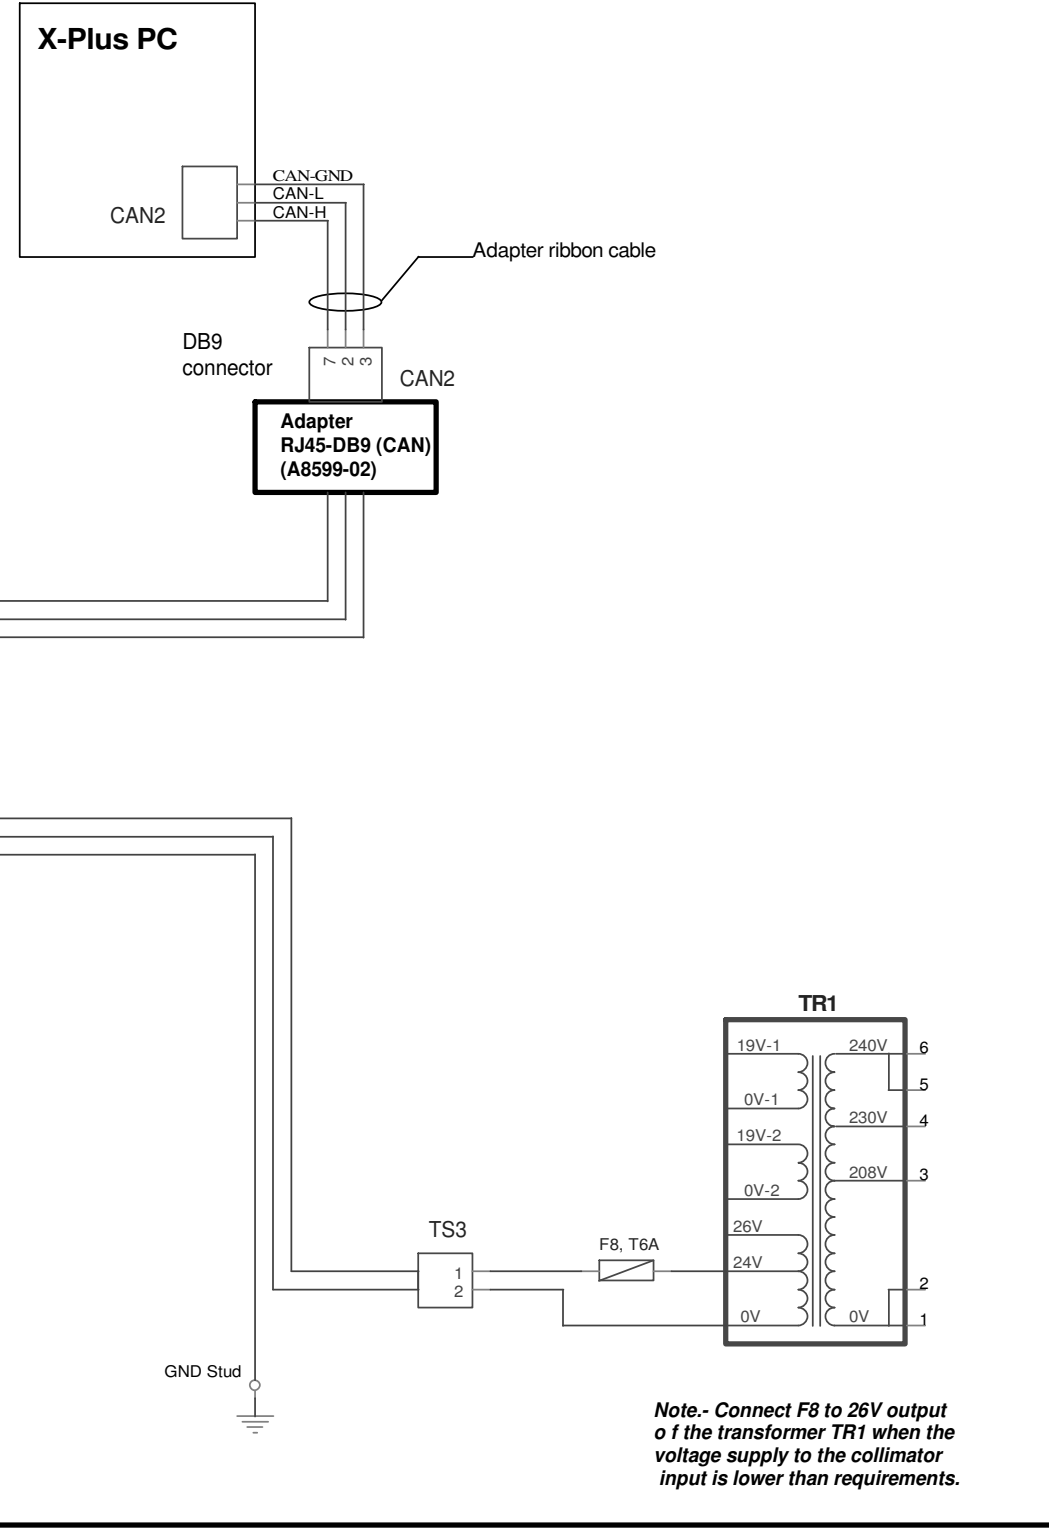 X-Plus PC
CAN-GND
CAN-L
CAN-H
CAN2
Adapter ribbon cable
DB9
connector
7 2 3
CAN2
Adapter
RJ45-DB9 (CAN)
(A8599-02)
TR1
19V-1
240V
6
5
0V-1
230V
4
19V-2
208V
3
0V-2
26V
TS3
F8, T6A
24V
1
2
2
0V
0V
1
GND Stud
Note.- Connect F8 to 26V output
o f the transformer TR1 when the
voltage supply to the collimator
input is lower than requirements.